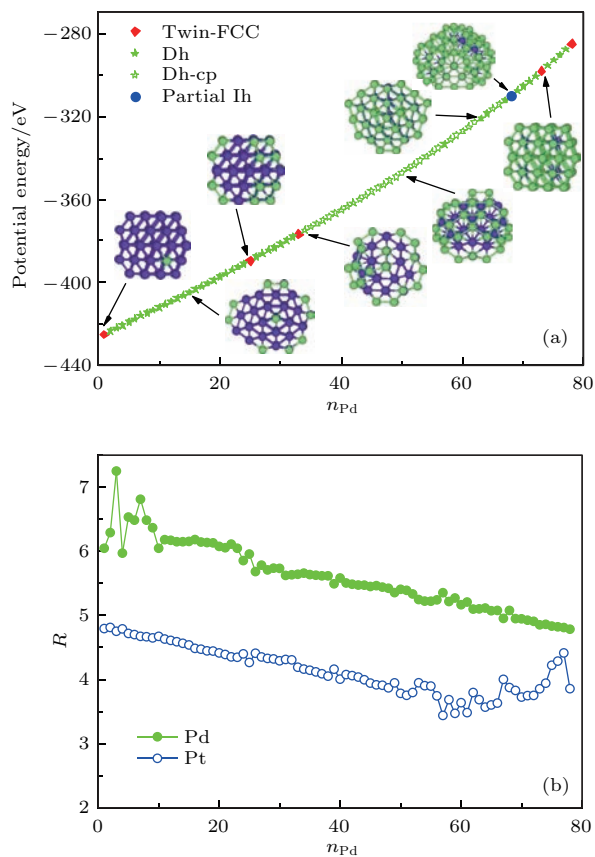 −280
−320
−360
−400
−440
Potential energy/eV
Twin-FCC
Dh
Dh-cp
Partial Ih
(a)
0
20
40
60
80
nPd
7
6
5
4
3
2
R
Pd
Pt
(b)
0
20
40
60
80
nPd